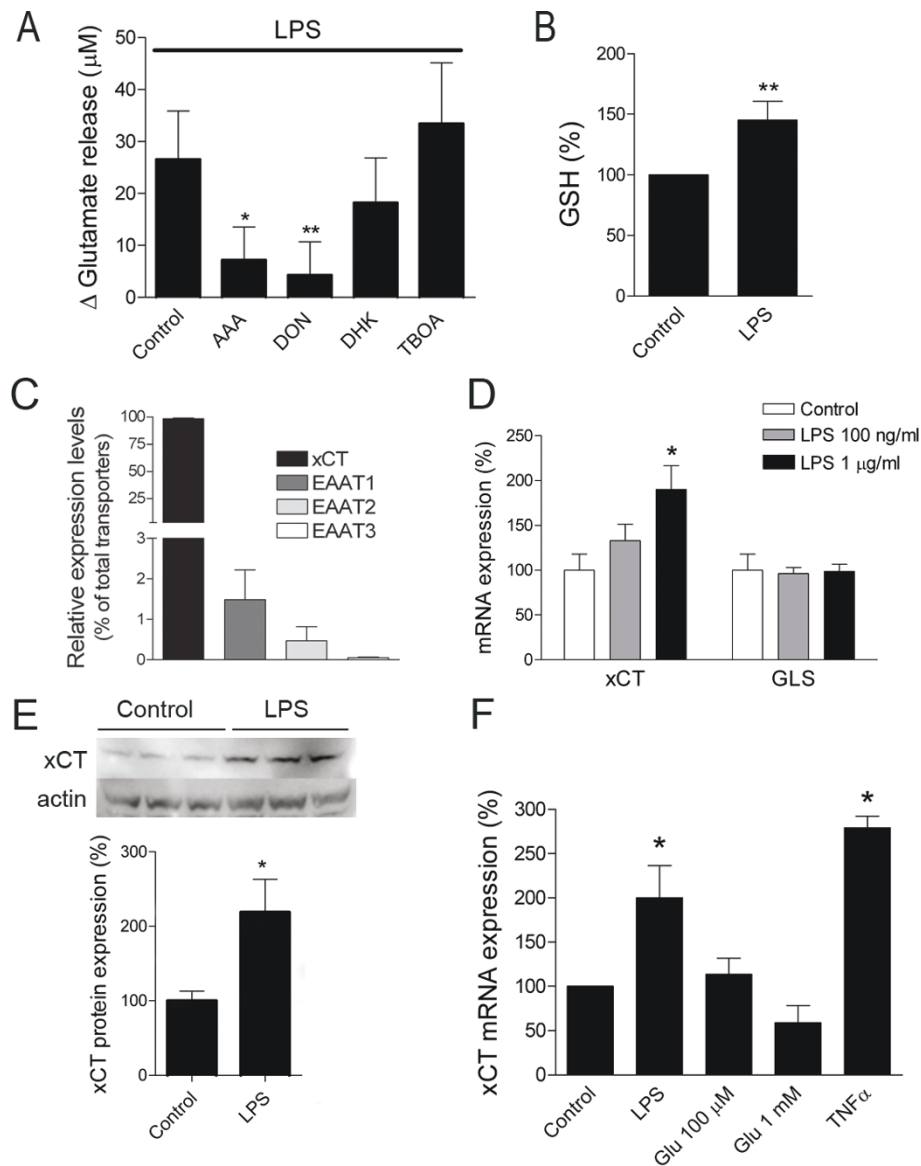 A
LPS
Δ Glutamate release (μM)
50
40
30
20
10
0
*
**
Control
AAA
DON
DHK
TBOA
B
GSH (%)
200
150
100
50
0
**
Control
LPS
C
Relative expression levels
(% of total transporters)
100
75
50
25
3
2
1
0
xCT
EAAT1
EAAT2
EAAT3
D
Control
LPS 100 ng/ml
LPS 1 μg/ml
mRNA expression (%)
250
200
150
100
50
0
*
xCT
GLS
E
Control LPS
xCT
actin
xCT protein expression (%)
300
200
100
0
*
Control
LPS
F
xCT mRNA expression (%)
300
250
200
150
100
50
0
*
*
Control
LPS
Glu 100 μM
Glu 1 mM
TNFα